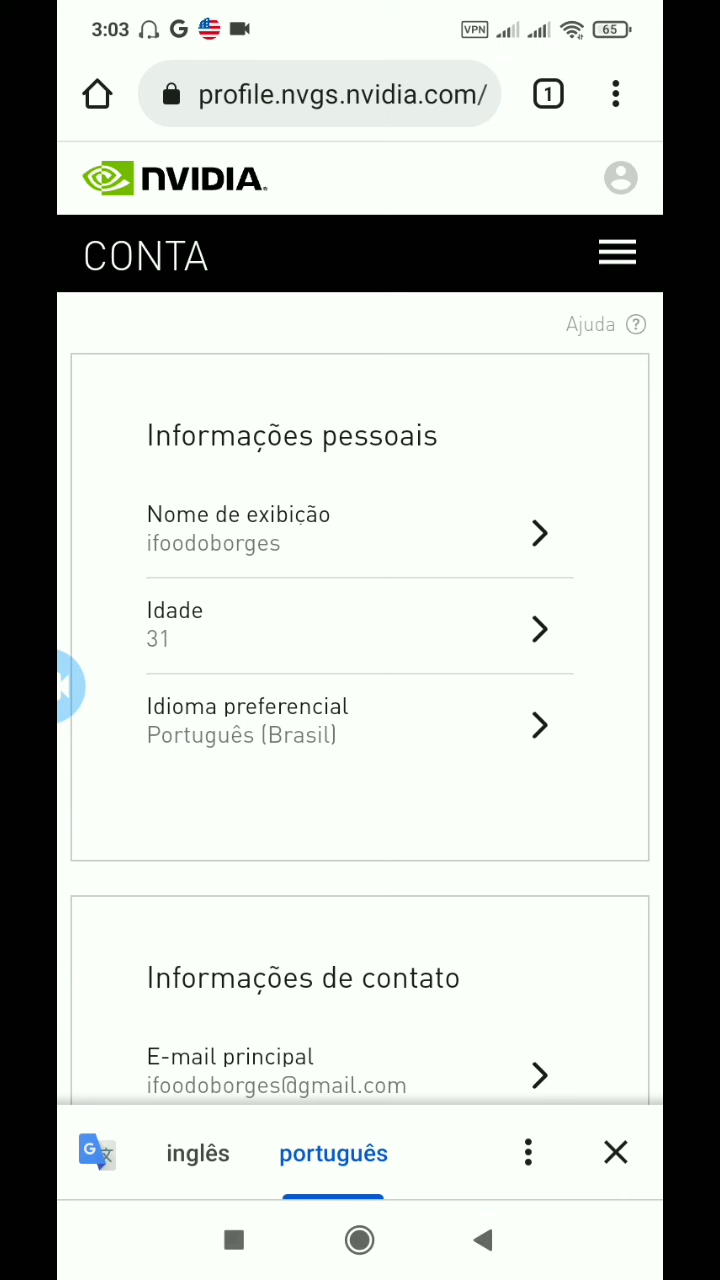 3:03 G VPN 65
profile.nvgs.nvidia.com/ 1
NVIDIA.
CONTA
Ajuda ?
Informações pessoais
Nome de exibição
ifoodoborges
Idade
31
Idioma preferencial
Português (Brasil)
Informações de contato
E-mail principal
ifoodoborges@gmail.com
G 文 inglês português